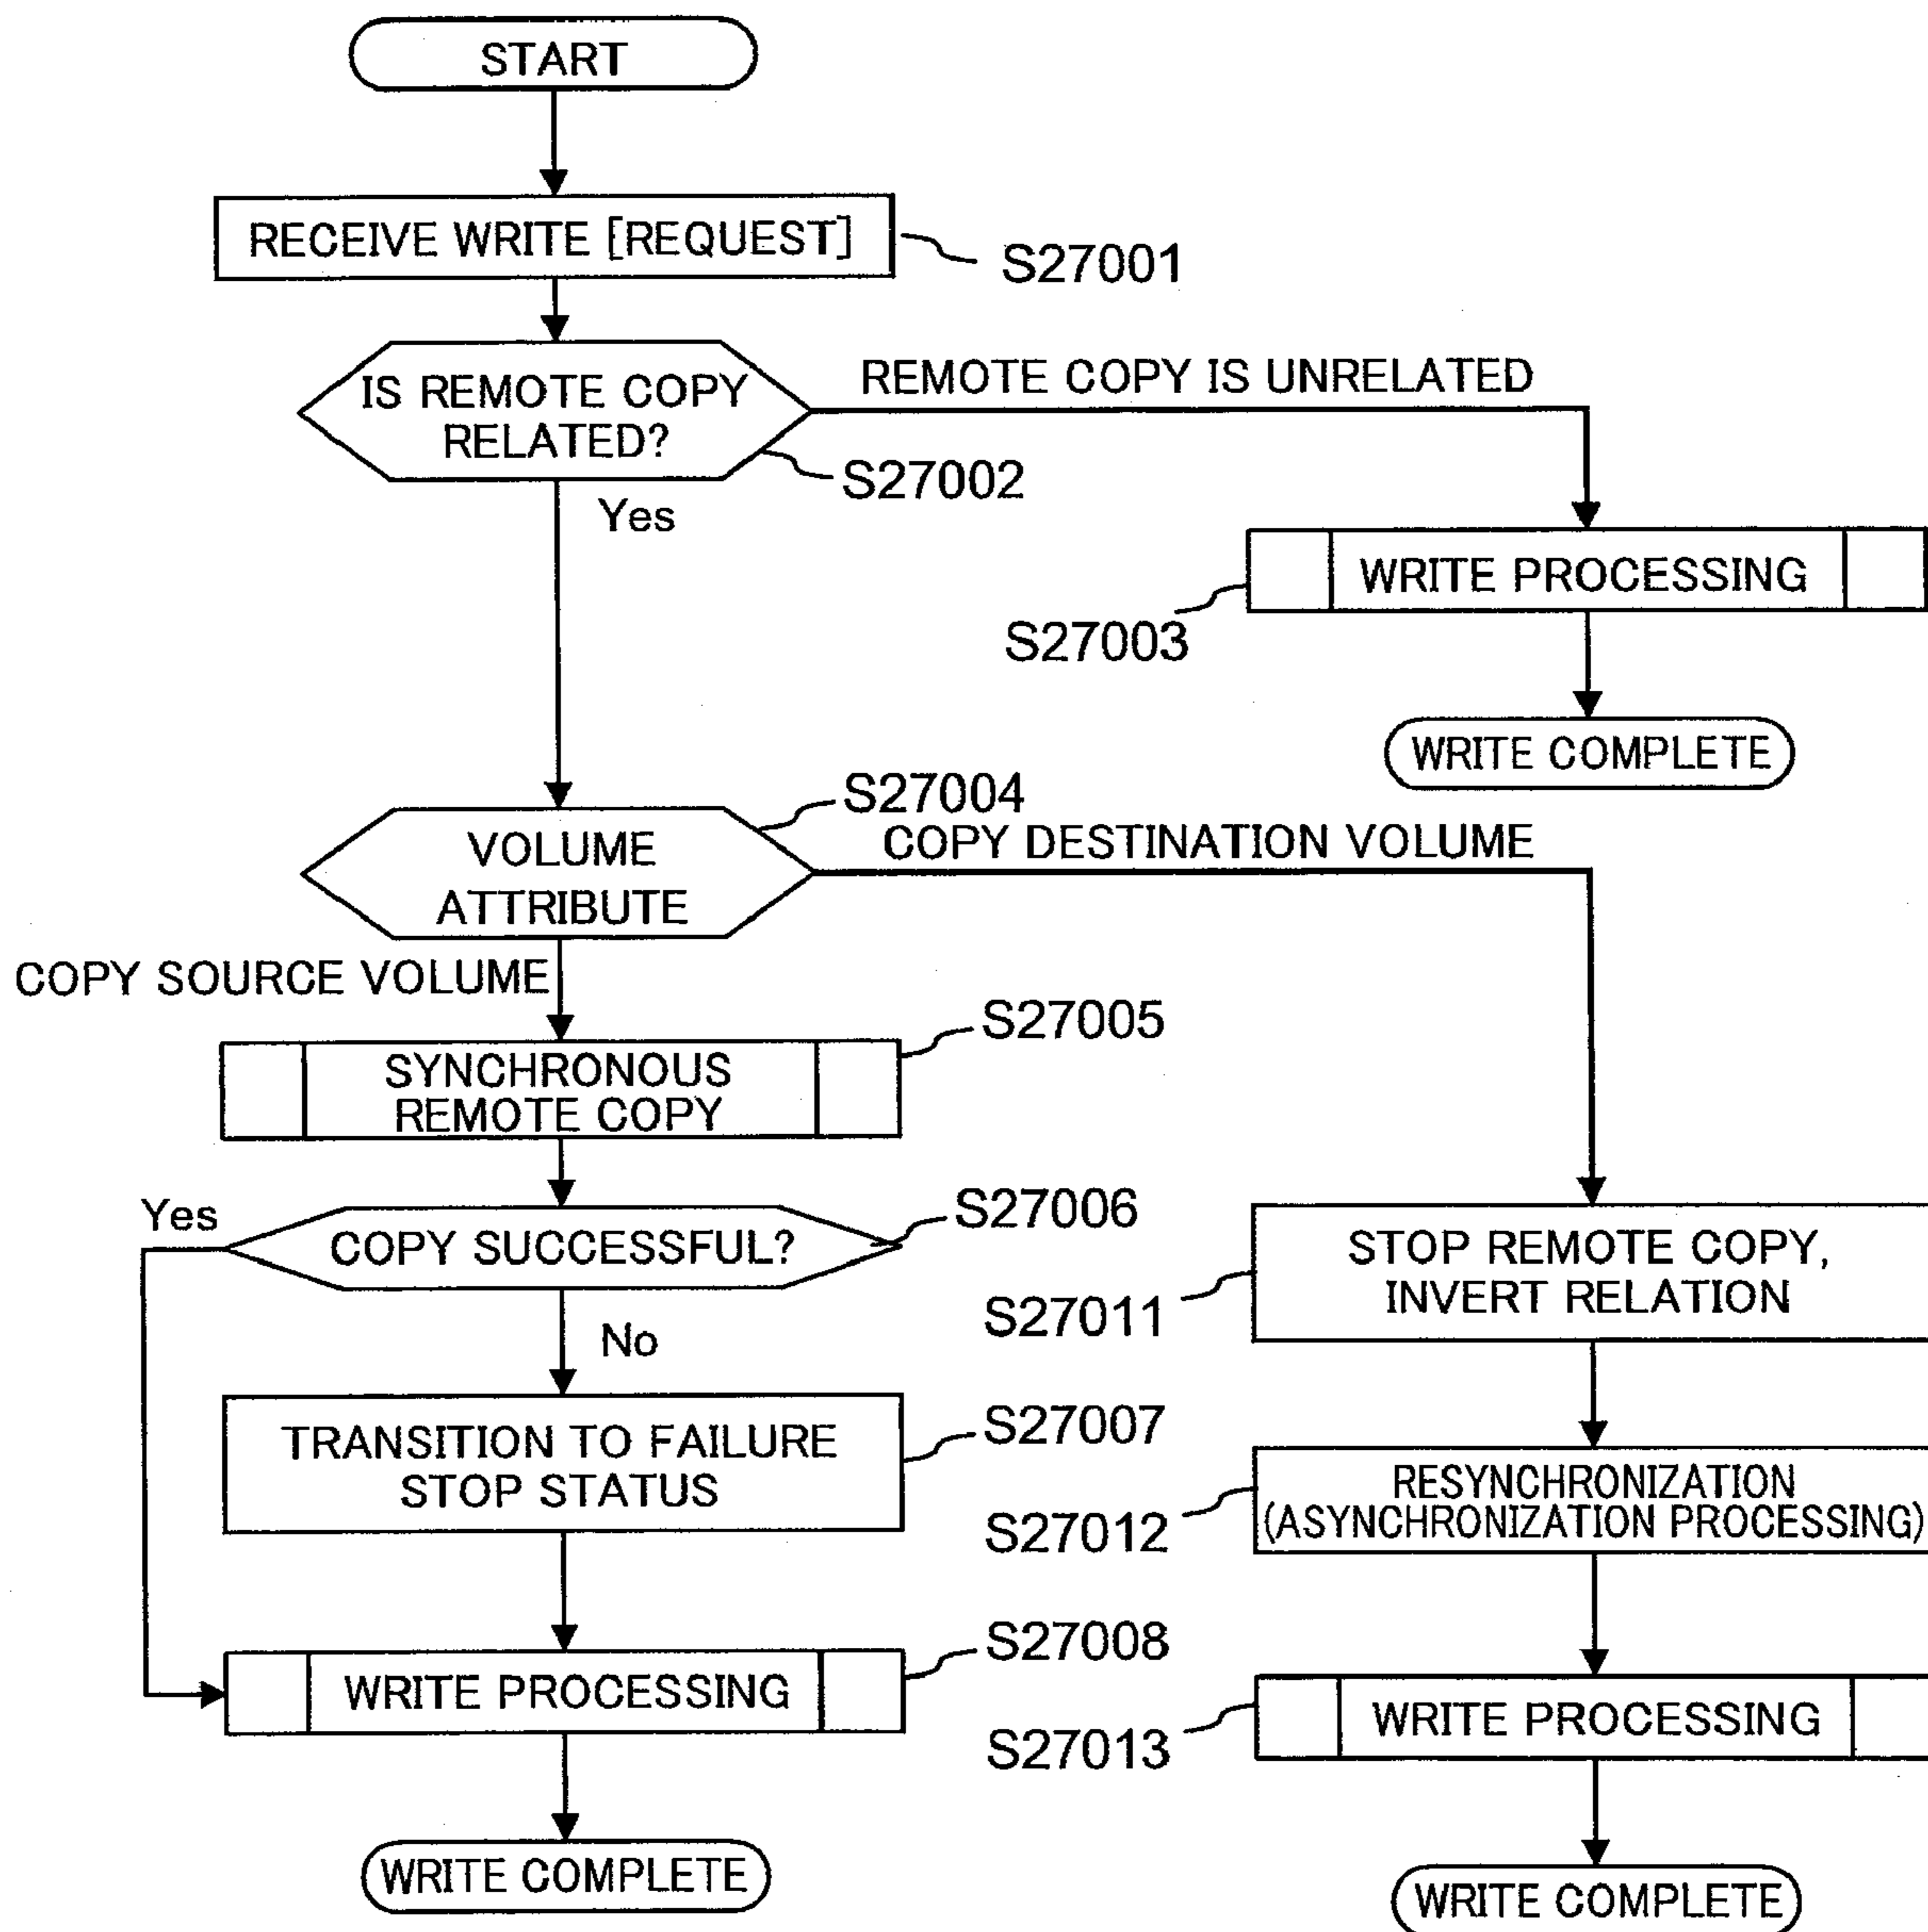 START
RECEIVE WRITE [REQUEST]
S27001
IS REMOTE COPY
RELATED?
REMOTE COPY IS UNRELATED
S27002
Yes
WRITE PROCESSING
S27003
WRITE COMPLETE
S27004
VOLUME
ATTRIBUTE
COPY DESTINATION VOLUME
COPY SOURCE VOLUME
S27005
SYNCHRONOUS
REMOTE COPY
Yes
S27006
COPY SUCCESSFUL?
No
STOP REMOTE COPY,
INVERT RELATION
S27011
TRANSITION TO FAILURE
STOP STATUS
S27007
RESYNCHRONIZATION
(ASYNCHRONIZATION PROCESSING)
S27012
S27008
WRITE PROCESSING
WRITE PROCESSING
S27013
WRITE COMPLETE
WRITE COMPLETE